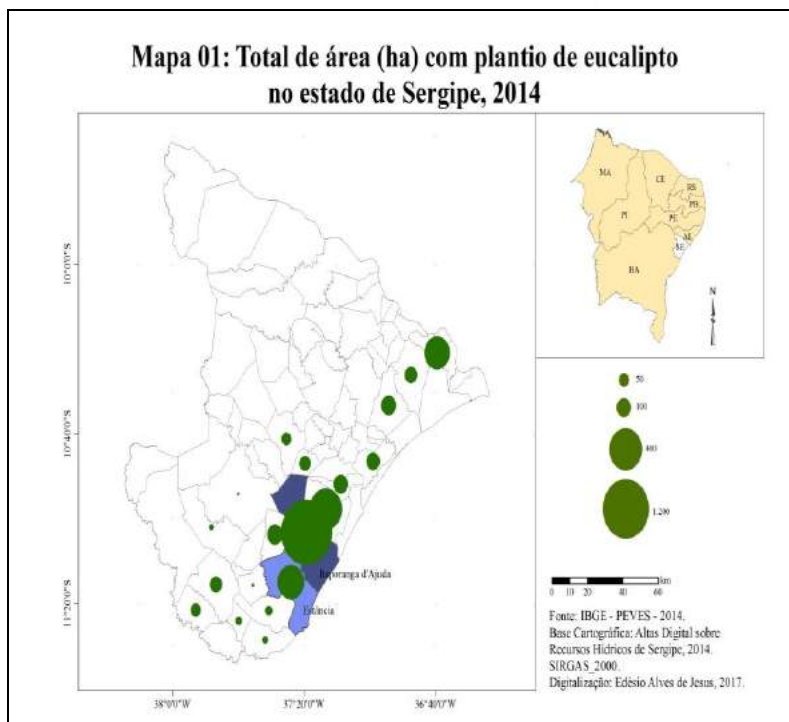 Mapa 01: Total de área (ha) com plantio de eucalipto
no estado de Sergipe, 2014
MA
CE
RS
PB
PI
PE
AL
SE
BA
N
10°0'0"S
10°40'0"S
11°20'0"S
38°0'0"W
37°20'0"W
36°40'0"W
Itaporanga d'Ajuda
Estância
50
100
400
1.200
0 10 20 40 60 km
Fonte: IBGE - PEVES - 2014.
Base Cartográfica: Altas Digital sobre
Recursos Hídricos de Sergipe, 2014.
SIRGAS_2000.
Digitalização: Edésio Alves de Jesus, 2017.